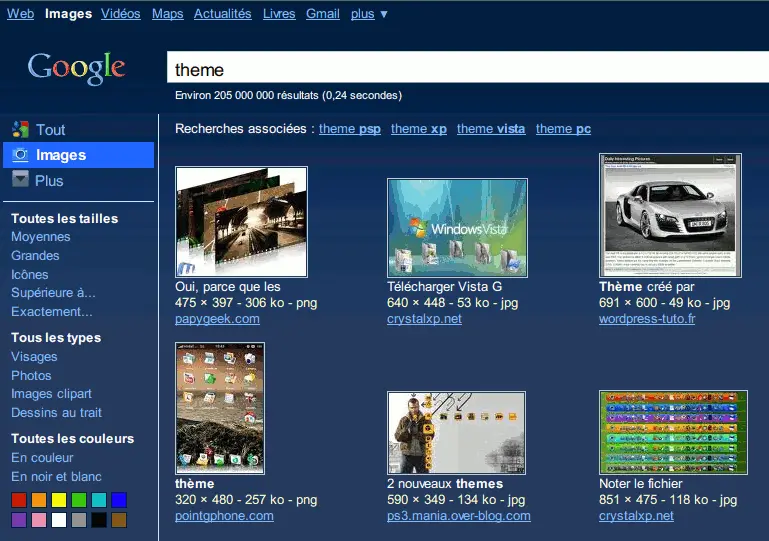 Web Images Vidéos Maps Actualités Livres Gmail plus ▼
Google
theme
Environ 205 000 000 résultats (0,24 secondes)
Recherches associées : theme psp theme xp theme vista theme pc
Tout
Images
Plus
Toutes les tailles
Moyennes
Grandes
Icônes
Supérieure à...
Exactement...
Tous les types
Visages
Photos
Images clipart
Dessins au trait
Toutes les couleurs
En couleur
En noir et blanc
WindowsVista
Oui, parce que les
475 × 397 - 306 ko - png
papygeek.com
Télécharger Vista G
640 × 448 - 53 ko - jpg
crystalxp.net
Thème créé par
691 × 600 - 49 ko - jpg
wordpress-tuto.fr
thème
320 × 480 - 257 ko - png
pointgphone.com
2 nouveaux themes
590 × 349 - 134 ko - jpg
ps3.mania.over-blog.com
Noter le fichier
851 × 475 - 118 ko - jpg
crystalxp.net